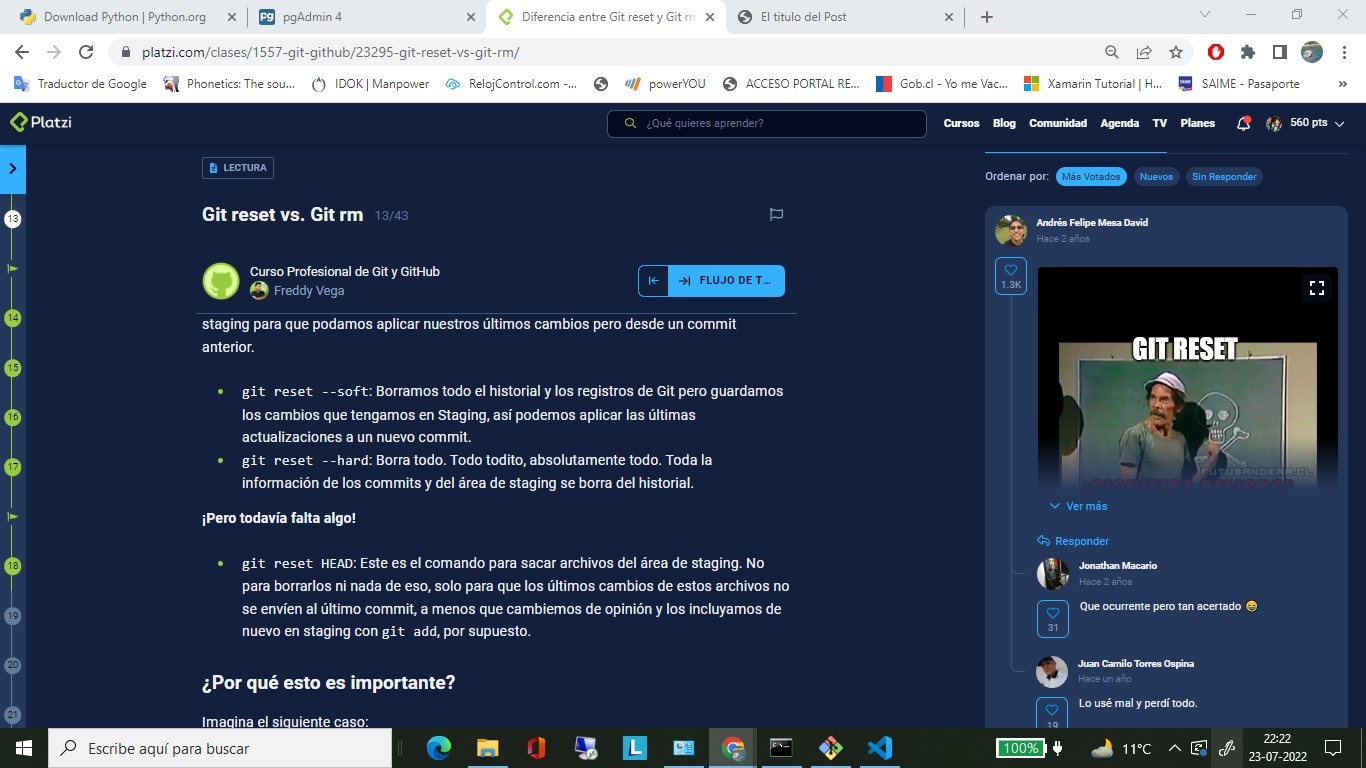 Download Python | Python.org
pgAdmin 4
Diferencia entre Git reset y Git rm
El titulo del Post
platzi.com/clases/1557-git-github/23295-git-reset-vs-git-rm/
Traductor de Google
Phonetics: The sou...
IDOK | Manpower
RelojControl.com -...
powerYOU
ACCESO PORTAL RE...
Gob.cl - Yo me Vac...
Xamarin Tutorial | H...
SAIME - Pasaporte
»
Platzi
¿Qué quieres aprender?
Cursos Blog Comunidad Agenda TV Planes
560 pts
13
14
15
16
17
18
19
20
21
LECTURA
Git reset vs. Git rm 13/43
Curso Profesional de Git y GitHub
Freddy Vega
FLUJO DE T...
staging para que podamos aplicar nuestros últimos cambios pero desde un commit
anterior.
• git reset --soft: Borramos todo el historial y los registros de Git pero guardamos
los cambios que tengamos en Staging, así podemos aplicar las últimas
actualizaciones a un nuevo commit.
• git reset --hard: Borra todo. Todo todito, absolutamente todo. Toda la
información de los commits y del área de staging se borra del historial.
¡Pero todavía falta algo!
• git reset HEAD: Este es el comando para sacar archivos del área de staging. No
para borrarlos ni nada de eso, solo para que los últimos cambios de estos archivos no
se envíen al último commit, a menos que cambiemos de opinión y los incluyamos de
nuevo en staging con git add, por supuesto.
¿Por qué esto es importante?
Imagina el siguiente caso:
Ordenar por: Más Votados Nuevos Sin Responder
Andrés Felipe Mesa David
Hace 2 años
1.3K
GIT RESET
Ver más
Responder
Jonathan Macario
Hace 2 años
Que ocurrente pero tan acertado 😄
31
Juan Camilo Torres Ospina
Hace un año
Lo usé mal y perdí todo.
19
Escribe aquí para buscar
100%
11°C
22:22
23-07-2022